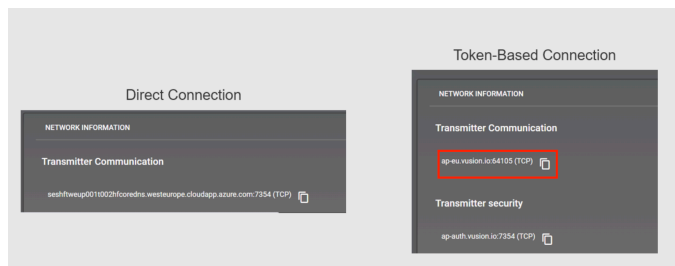 Direct Connection
NETWORK INFORMATION
Transmitter Communication
seshftweup001t002hfcoredns.westeurope.cloudapp.azure.com:7354 (TCP)
Token-Based Connection
NETWORK INFORMATION
Transmitter Communication
ap-eu.vusion.io:64105 (TCP)
Transmitter security
ap-auth.vusion.io:7354 (TCP)